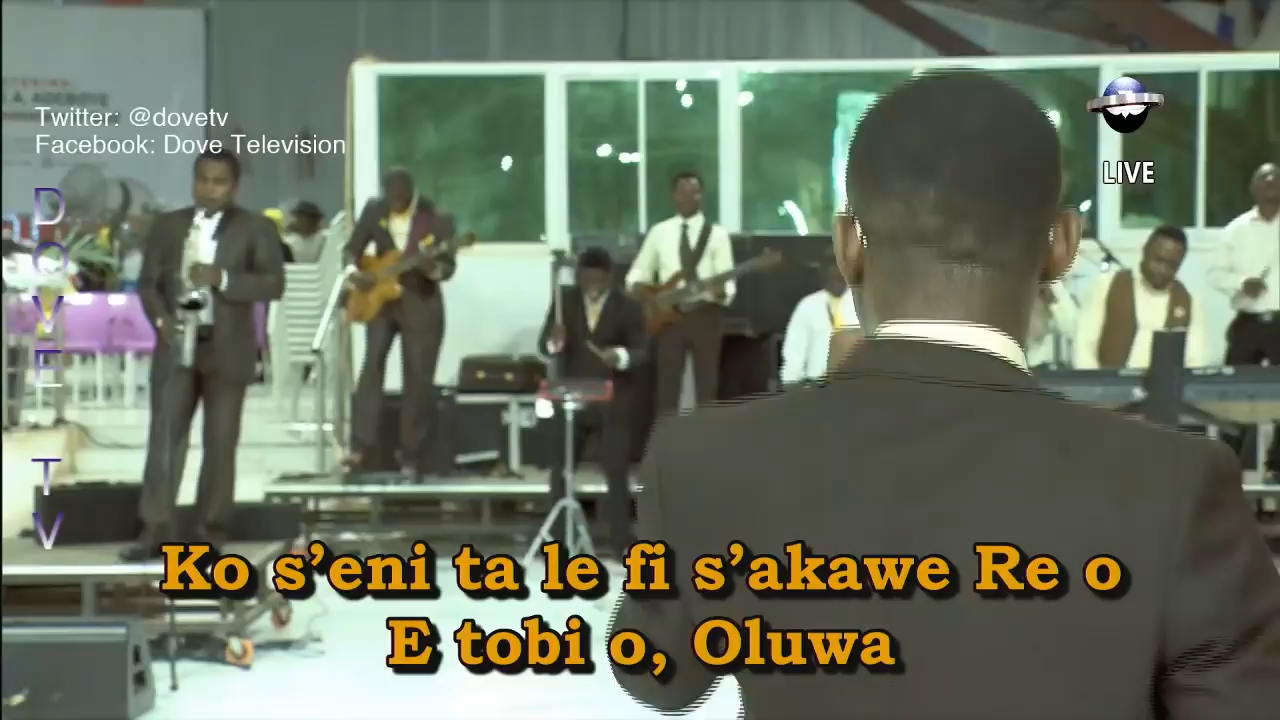 Twitter: @dovetv
Facebook: Dove Television
LIVE
DOVE TV
Ko s’eni ta le fi s’akawe Re o
E tobi o, Oluwa